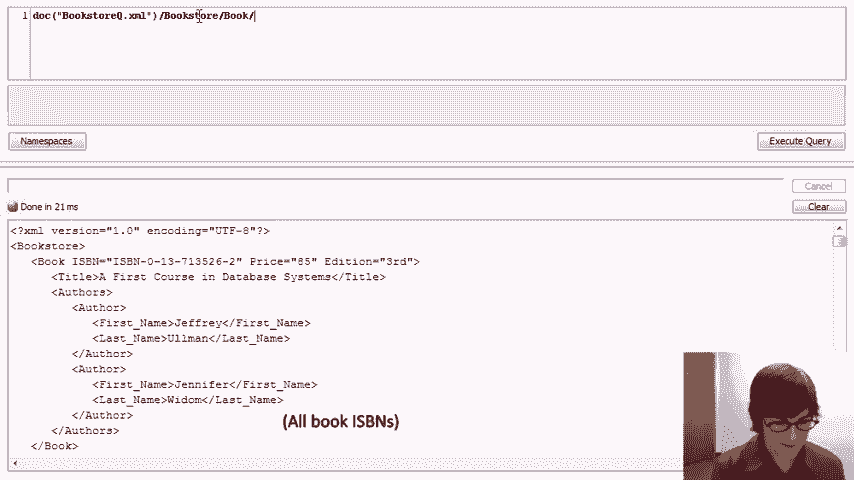 1 doc("BookstoreQ.xml")/Bookstore/Book/
Namespaces
Execute Query
Cancel
Done in 21 ms
Clear
<?xml version="1.0" encoding="UTF-8"?>
<Bookstore>
<Book ISBN="ISBN-0-13-713526-2" Price="85" Edition="3rd">
<Title>A First Course in Database Systems</Title>
<Authors>
<Author>
<First_Name>Jeffrey</First_Name>
<Last_Name>Ullman</Last_Name>
</Author>
<Author>
<First_Name>Jennifer</First_Name>
<Last_Name>Widom</Last_Name>
</Author>
</Authors>
</Book>
(All book ISBNs)